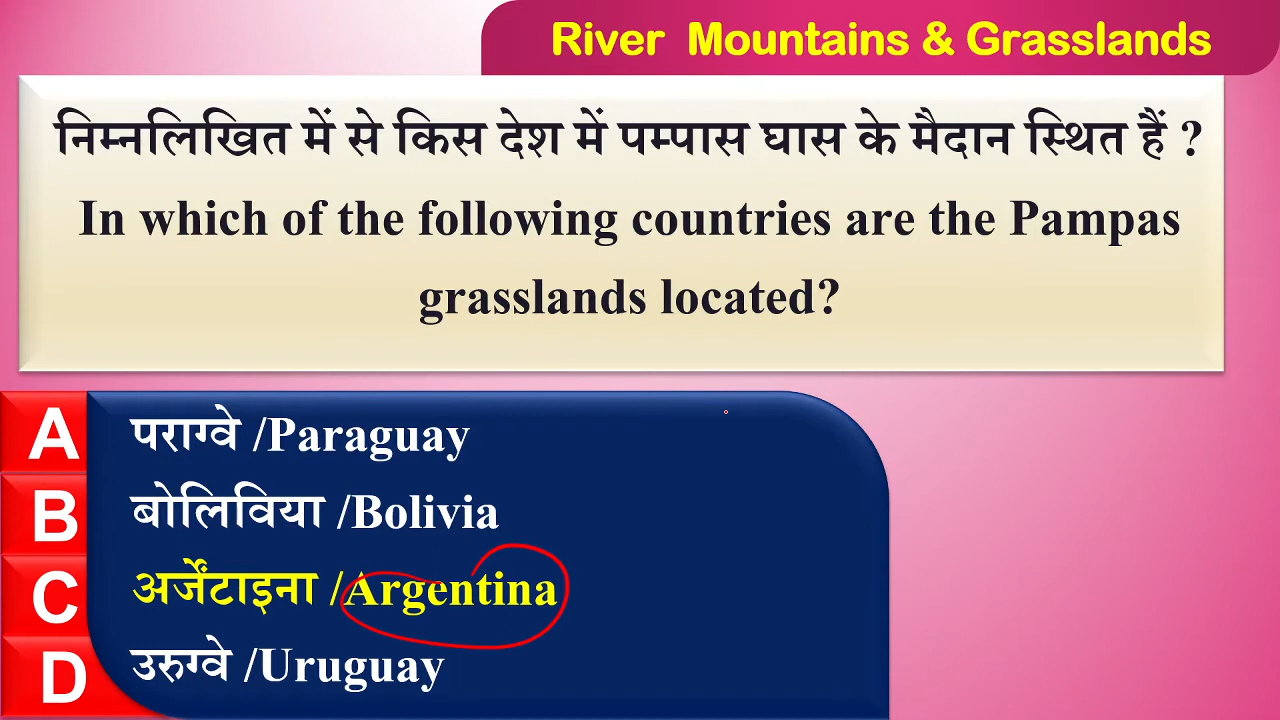 River Mountains & Grasslands
निम्नलिखित में से किस देश में पम्पास घास के मैदान स्थित हैं ?
In which of the following countries are the Pampas
grasslands located?
A पराग्वे /Paraguay
B बोलिविया /Bolivia
C अर्जेंटाइना /Argentina
D उरुग्वे /Uruguay